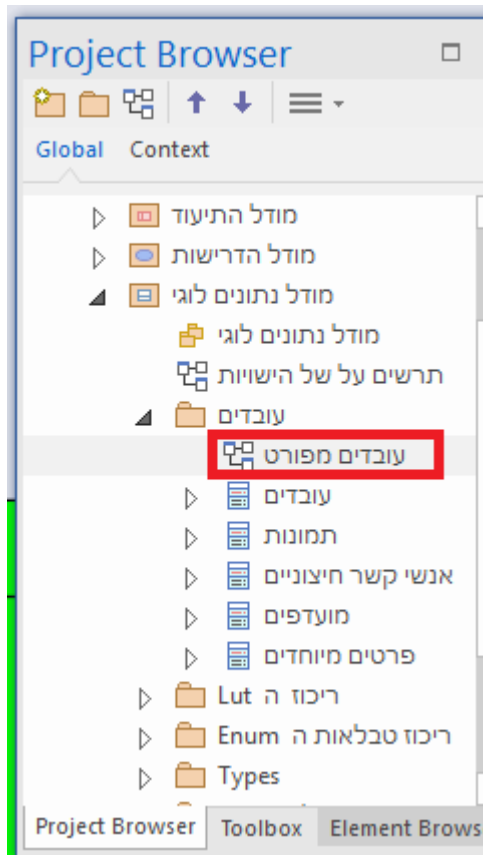 Project Browser
Global Context
מודל התיעוד
מודל הדרישות
מודל נתונים לוגי
מודל נתונים לוגי
תרשים על של הישויות
עובדים
עובדים מפורט
עובדים
תמונות
אנשי קשר חיצוניים
מועדפים
פרטים מיוחדים
ריכוז ה Lut
ריכוז טבלאות ה Enum
Types
Project Browser Toolbox Element Brows